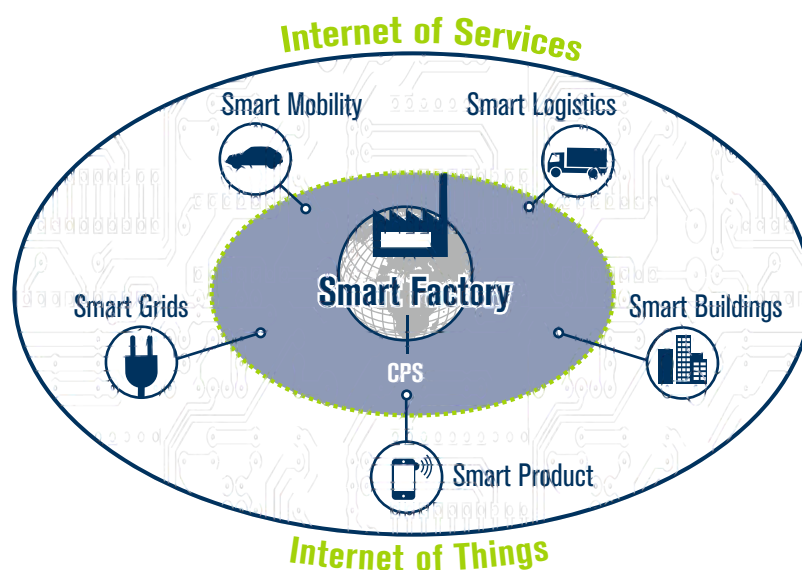 Internet of Services
Smart Mobility
Smart Logistics
Smart Factory
Smart Grids
Smart Buildings
CPS
Smart Product
Internet of Things